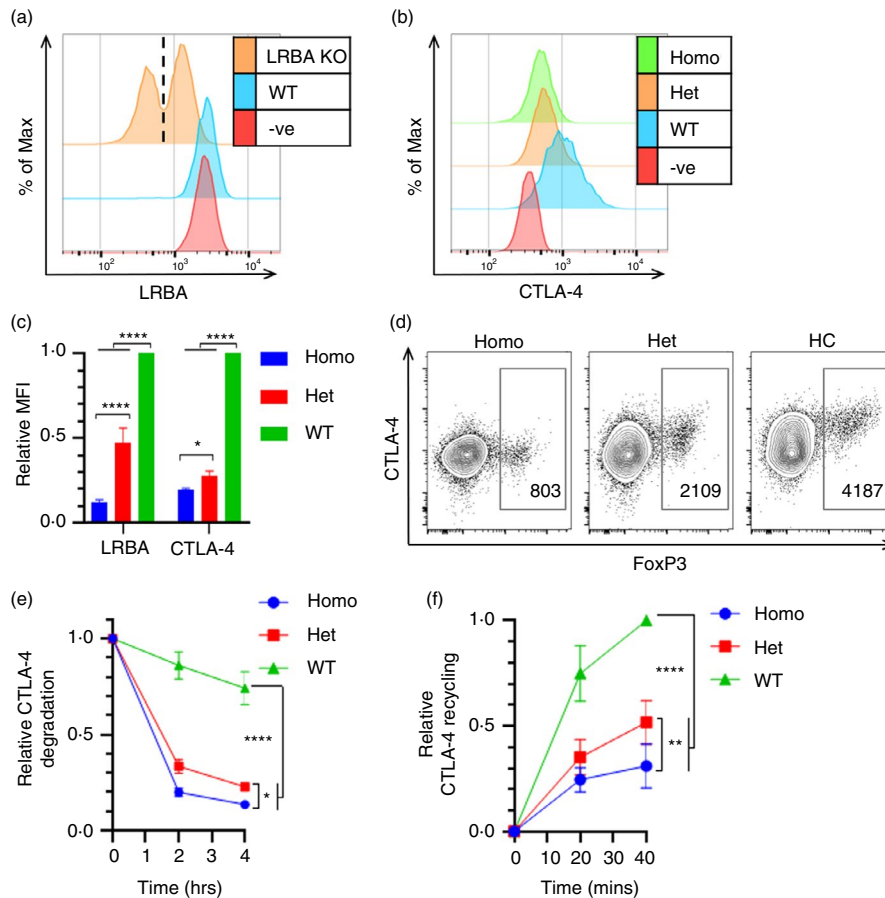 (a)
% of Max
LRBA KO
WT
-ve
10² 10³ 10⁴
LRBA
(b)
% of Max
Homo
Het
WT
-ve
10² 10³ 10⁴
CTLA-4
(c)
Relative MFI
1·0
0·5
0·0
**** ****
**** *
LRBA CTLA-4
Homo
Het
WT
(d)
Homo Het HC
CTLA-4
803 2109 4187
FoxP3
(e)
Homo
Het
WT
Relative CTLA-4
degradation
1·0
0·5
0·0
****
*
0 1 2 3 4
Time (hrs)
(f)
Homo
Het
WT
Relative
CTLA-4 recycling
1·0
0·5
0·0
****
**
0 10 20 30 40
Time (mins)